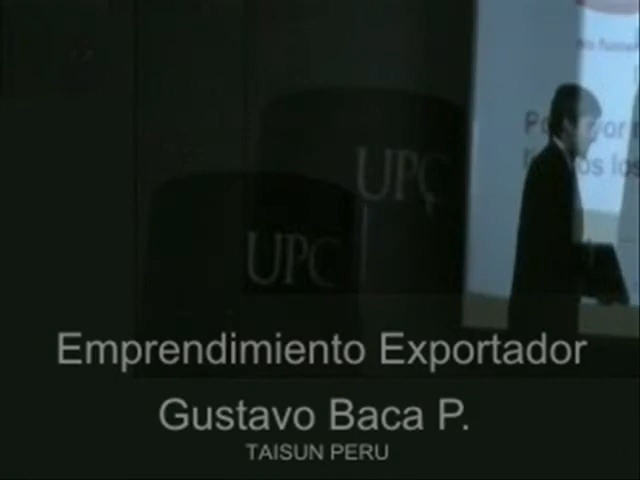 UPC
UPC
Emprendimiento Exportador
Gustavo Baca P.
TAISUN PERU